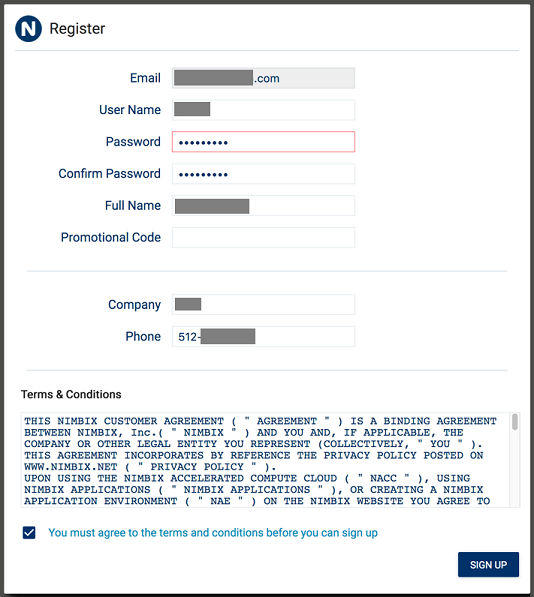 N Register
Email .com
User Name
Password •••••••••
Confirm Password •••••••••
Full Name
Promotional Code
Company
Phone 512-
Terms & Conditions
THIS NIMBIX CUSTOMER AGREEMENT ( " AGREEMENT " ) IS A BINDING AGREEMENT
BETWEEN NIMBIX, Inc.( " NIMBIX " ) AND YOU AND, IF APPLICABLE, THE
COMPANY OR OTHER LEGAL ENTITY YOU REPRESENT (COLLECTIVELY, " YOU " ).
THIS AGREEMENT INCORPORATES BY REFERENCE THE PRIVACY POLICY POSTED ON
WWW.NIMBIX.NET ( " PRIVACY POLICY " ).
UPON USING THE NIMBIX ACCELERATED COMPUTE CLOUD ( " NACC " ), USING
NIMBIX APPLICATIONS ( " NIMBIX APPLICATIONS " ), OR CREATING A NIMBIX
APPLICATION ENVIRONMENT ( " NAE " ) ON THE NIMBIX WEBSITE YOU AGREE TO
You must agree to the terms and conditions before you can sign up
SIGN UP